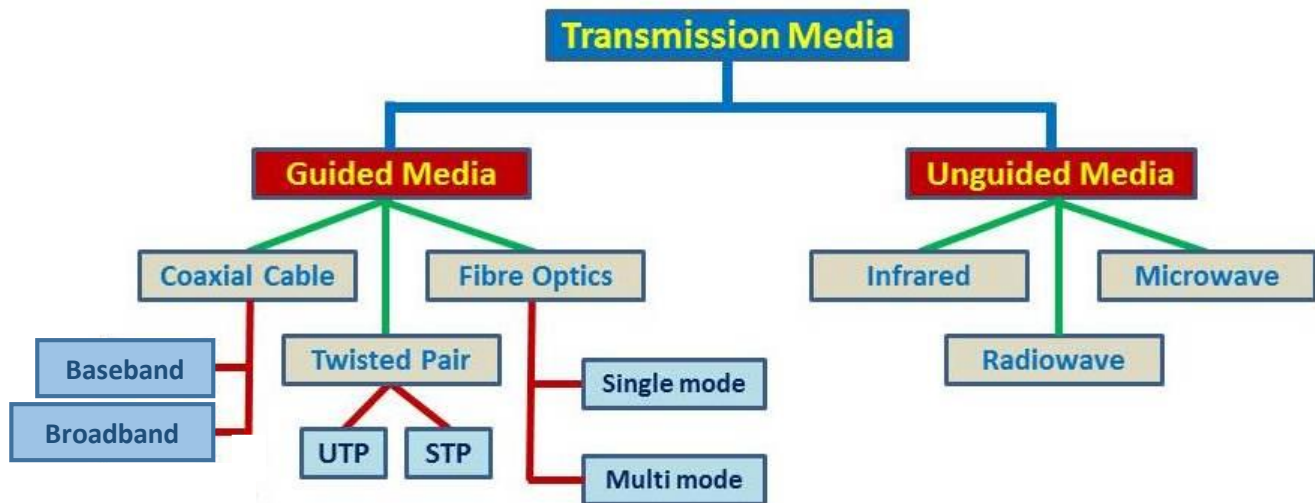 Transmission Media
Guided Media
Unguided Media
Coaxial Cable
Fibre Optics
Infrared
Microwave
Baseband
Twisted Pair
Radiowave
Single mode
Broadband
UTP
STP
Multi mode